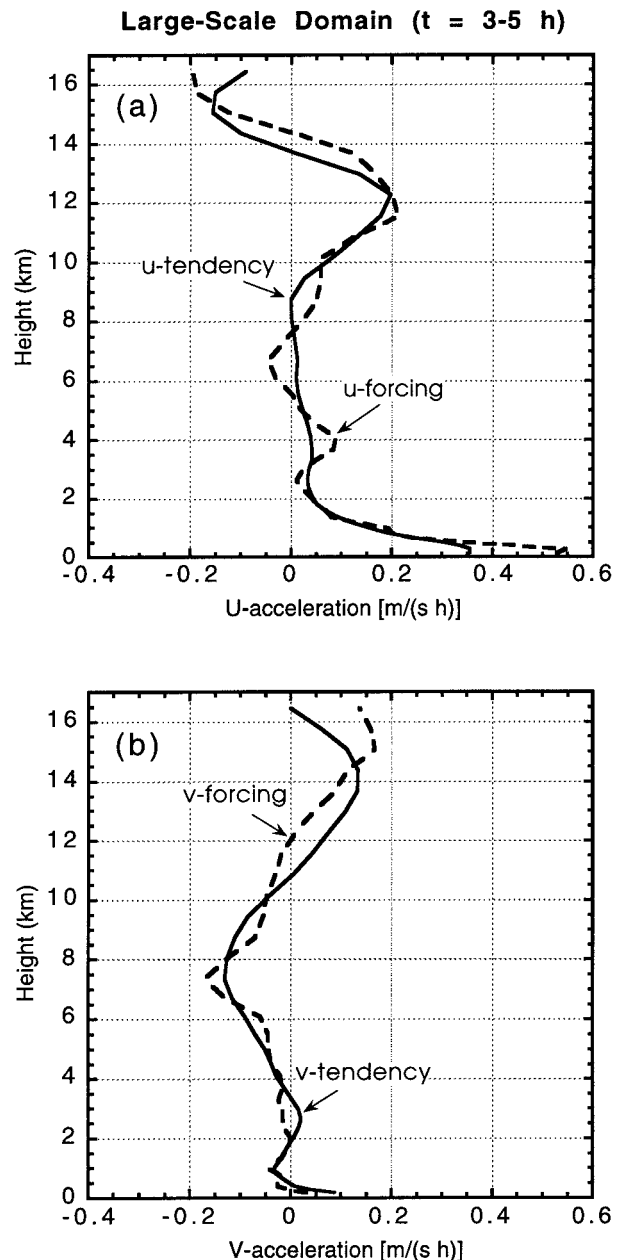 Large-Scale Domain (t = 3-5 h)
(a)
16
14
12
10
8
6
4
2
0
Height (km)
u-tendency
u-forcing
-0.4 -0.2 0 0.2 0.4 0.6
U-acceleration [m/(s h)]
(b)
16
14
12
10
8
6
4
2
0
Height (km)
v-forcing
v-tendency
-0.4 -0.2 0 0.2 0.4 0.6
V-acceleration [m/(s h)]